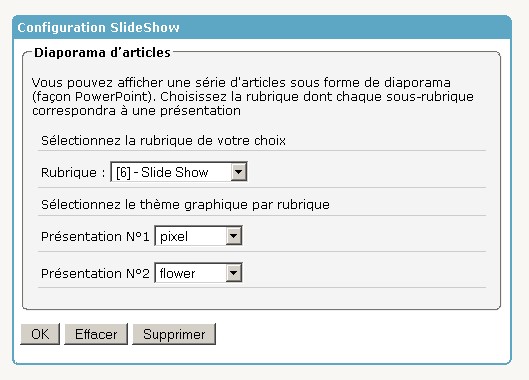 Configuration SlideShow
Diaporama d'articles
Vous pouvez afficher une série d'articles sous forme de diaporama
(façon PowerPoint). Choisissez la rubrique dont chaque sous-rubrique
correspondra à une présentation
Sélectionnez la rubrique de votre choix
Rubrique : [6] - Slide Show
Sélectionnez le thème graphique par rubrique
Présentation N°1 pixel
Présentation N°2 flower
OK Effacer Supprimer